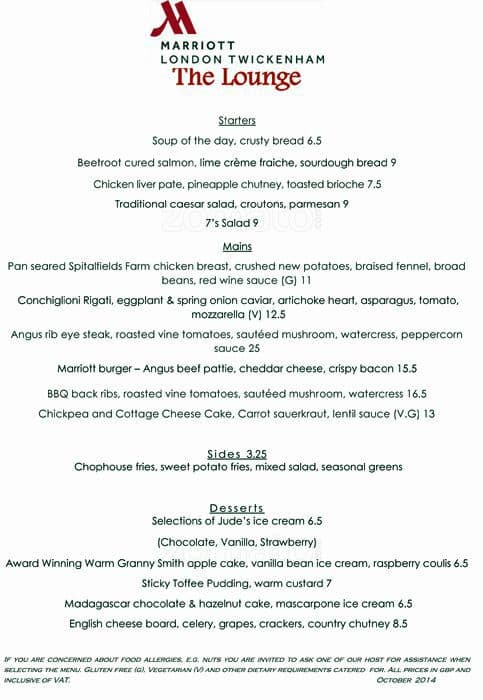 MARRIOTT
LONDON TWICKENHAM
The Lounge
Starters
Soup of the day, crusty bread 6.5
Beetroot cured salmon, lime crème fraiche, sourdough bread 9
Chicken liver pate, pineapple chutney, toasted brioche 7.5
Traditional caesar salad, croutons, parmesan 9
7's Salad 9
Mains
Pan seared Spitalfields Farm chicken breast, crushed new potatoes, braised fennel, broad
beans, red wine sauce (G) 11
Conchiglioni Rigati, eggplant & spring onion caviar, artichoke heart, asparagus, tomato,
mozzarella (V) 12.5
Angus rib eye steak, roasted vine tomatoes, sautéed mushroom, watercress, peppercorn
sauce 25
Marriott burger – Angus beef pattie, cheddar cheese, crispy bacon 15.5
BBQ back ribs, roasted vine tomatoes, sautéed mushroom, watercress 16.5
Chickpea and Cottage Cheese Cake, Carrot sauerkraut, lentil sauce (V.G) 13
Sides 3.25
Chophouse fries, sweet potato fries, mixed salad, seasonal greens
Desserts
Selections of Jude's ice cream 6.5
(Chocolate, Vanilla, Strawberry)
Award Winning Warm Granny Smith apple cake, vanilla bean ice cream, raspberry coulis 6.5
Sticky Toffee Pudding, warm custard 7
Madagascar chocolate & hazelnut cake, mascarpone ice cream 6.5
English cheese board, celery, grapes, crackers, country chutney 8.5
IF YOU ARE CONCERNED ABOUT FOOD ALLERGIES, E.G. NUTS YOU ARE INVITED TO ASK ONE OF OUR HOST FOR ASSISTANCE WHEN
SELECTING THE MENU. GLUTEN FREE (G), VEGETARIAN (V) AND OTHER DIETARY REQUIREMENTS CATERED FOR. ALL PRICES IN GBP AND
INCLUSIVE OF VAT. OCTOBER 2014